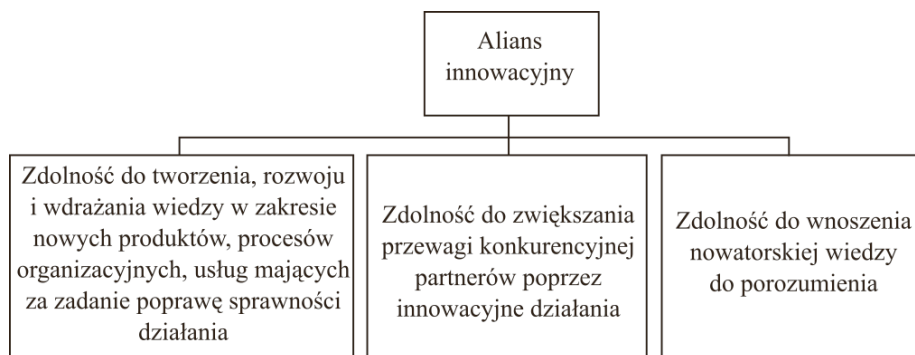 Alians
innowacyjny
Zdolność do tworzenia, rozwoju
i wdrażania wiedzy w zakresie
nowych produktów, procesów
organizacyjnych, usług mających
za zadanie poprawę sprawności
działania
Zdolność do zwiększania
przewagi konkurencyjnej
partnerów poprzez
innowacyjne działania
Zdolność do wnoszenia
nowatorskiej wiedzy
do porozumienia